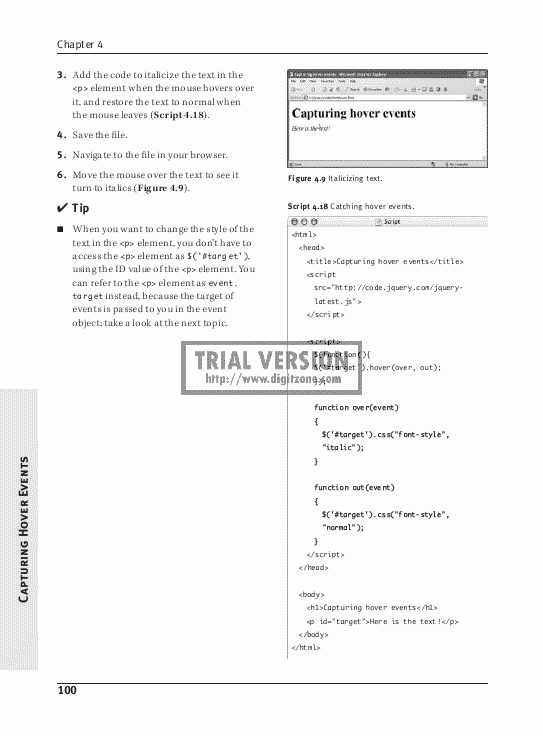 Chapter 4
3. Add the code to italicize the text in the
<p> element when the mouse hovers over
it, and restore the text to normal when
the mouse leaves (Script 4.18).
4. Save the file.
5. Navigate to the file in your browser.
6. Move the mouse over the text to see it
turn to italics (Figure 4.9).
✔ Tip
■ When you want to change the style of the
text in the <p> element, you don't have to
access the <p> element as $('#target'),
using the ID value of the <p> element. You
can refer to the <p> element as event.
target instead, because the target of
events is passed to you in the event
object; take a look at the next topic.
Capturing hover events - Microsoft Internet Explorer
File Edit View Favorites Tools Help
Capturing hover events
Here is the text!
Figure 4.9 Italicizing text.
Script 4.18 Catching hover events.
Script
<html>
<head>
<title>Capturing hover events</title>
<script
src="http://code.jquery.com/jquery-
latest.js">
</script>
<script>
$(function(){
$('#target').hover(over, out);
});
TRIAL VERSION
http://www.digitzone.com
function over(event)
{
$('#target').css("font-style",
"italic");
}
function out(event)
{
$('#target').css("font-style",
"normal");
}
</script>
</head>
<body>
<h1>Capturing hover events</h1>
<p id="target">Here is the text!</p>
</body>
</html>
Capturing Hover Events
100